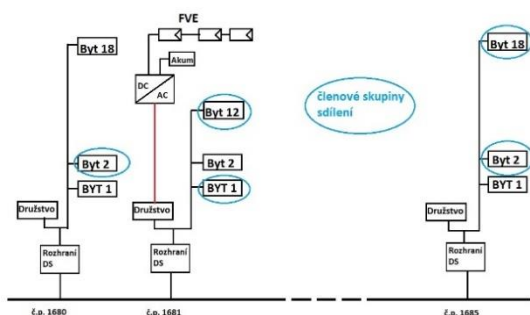 FVE
Byt 18
Akum
DC
AC
Byt 12
Byt 2
BYT 1
Byt 2
BYT 1
Družstvo
Družstvo
Rozhraní
DS
Rozhraní
DS
č.p. 1680
č.p. 1681
členové skupiny
sdílení
Byt 18
Byt 2
BYT 1
Družstvo
Rozhraní
DS
č.p. 1685